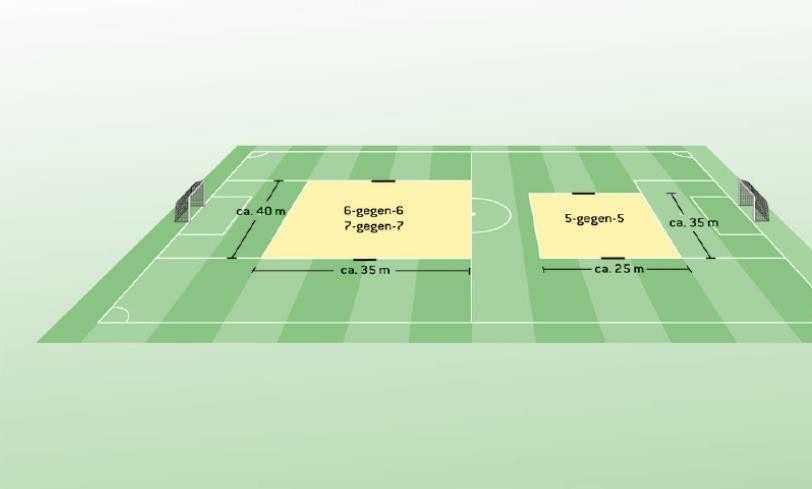 ca. 40 m
6-gegen-6
7-gegen-7
5-gegen-5
ca. 35 m
ca. 35 m
ca. 25 m